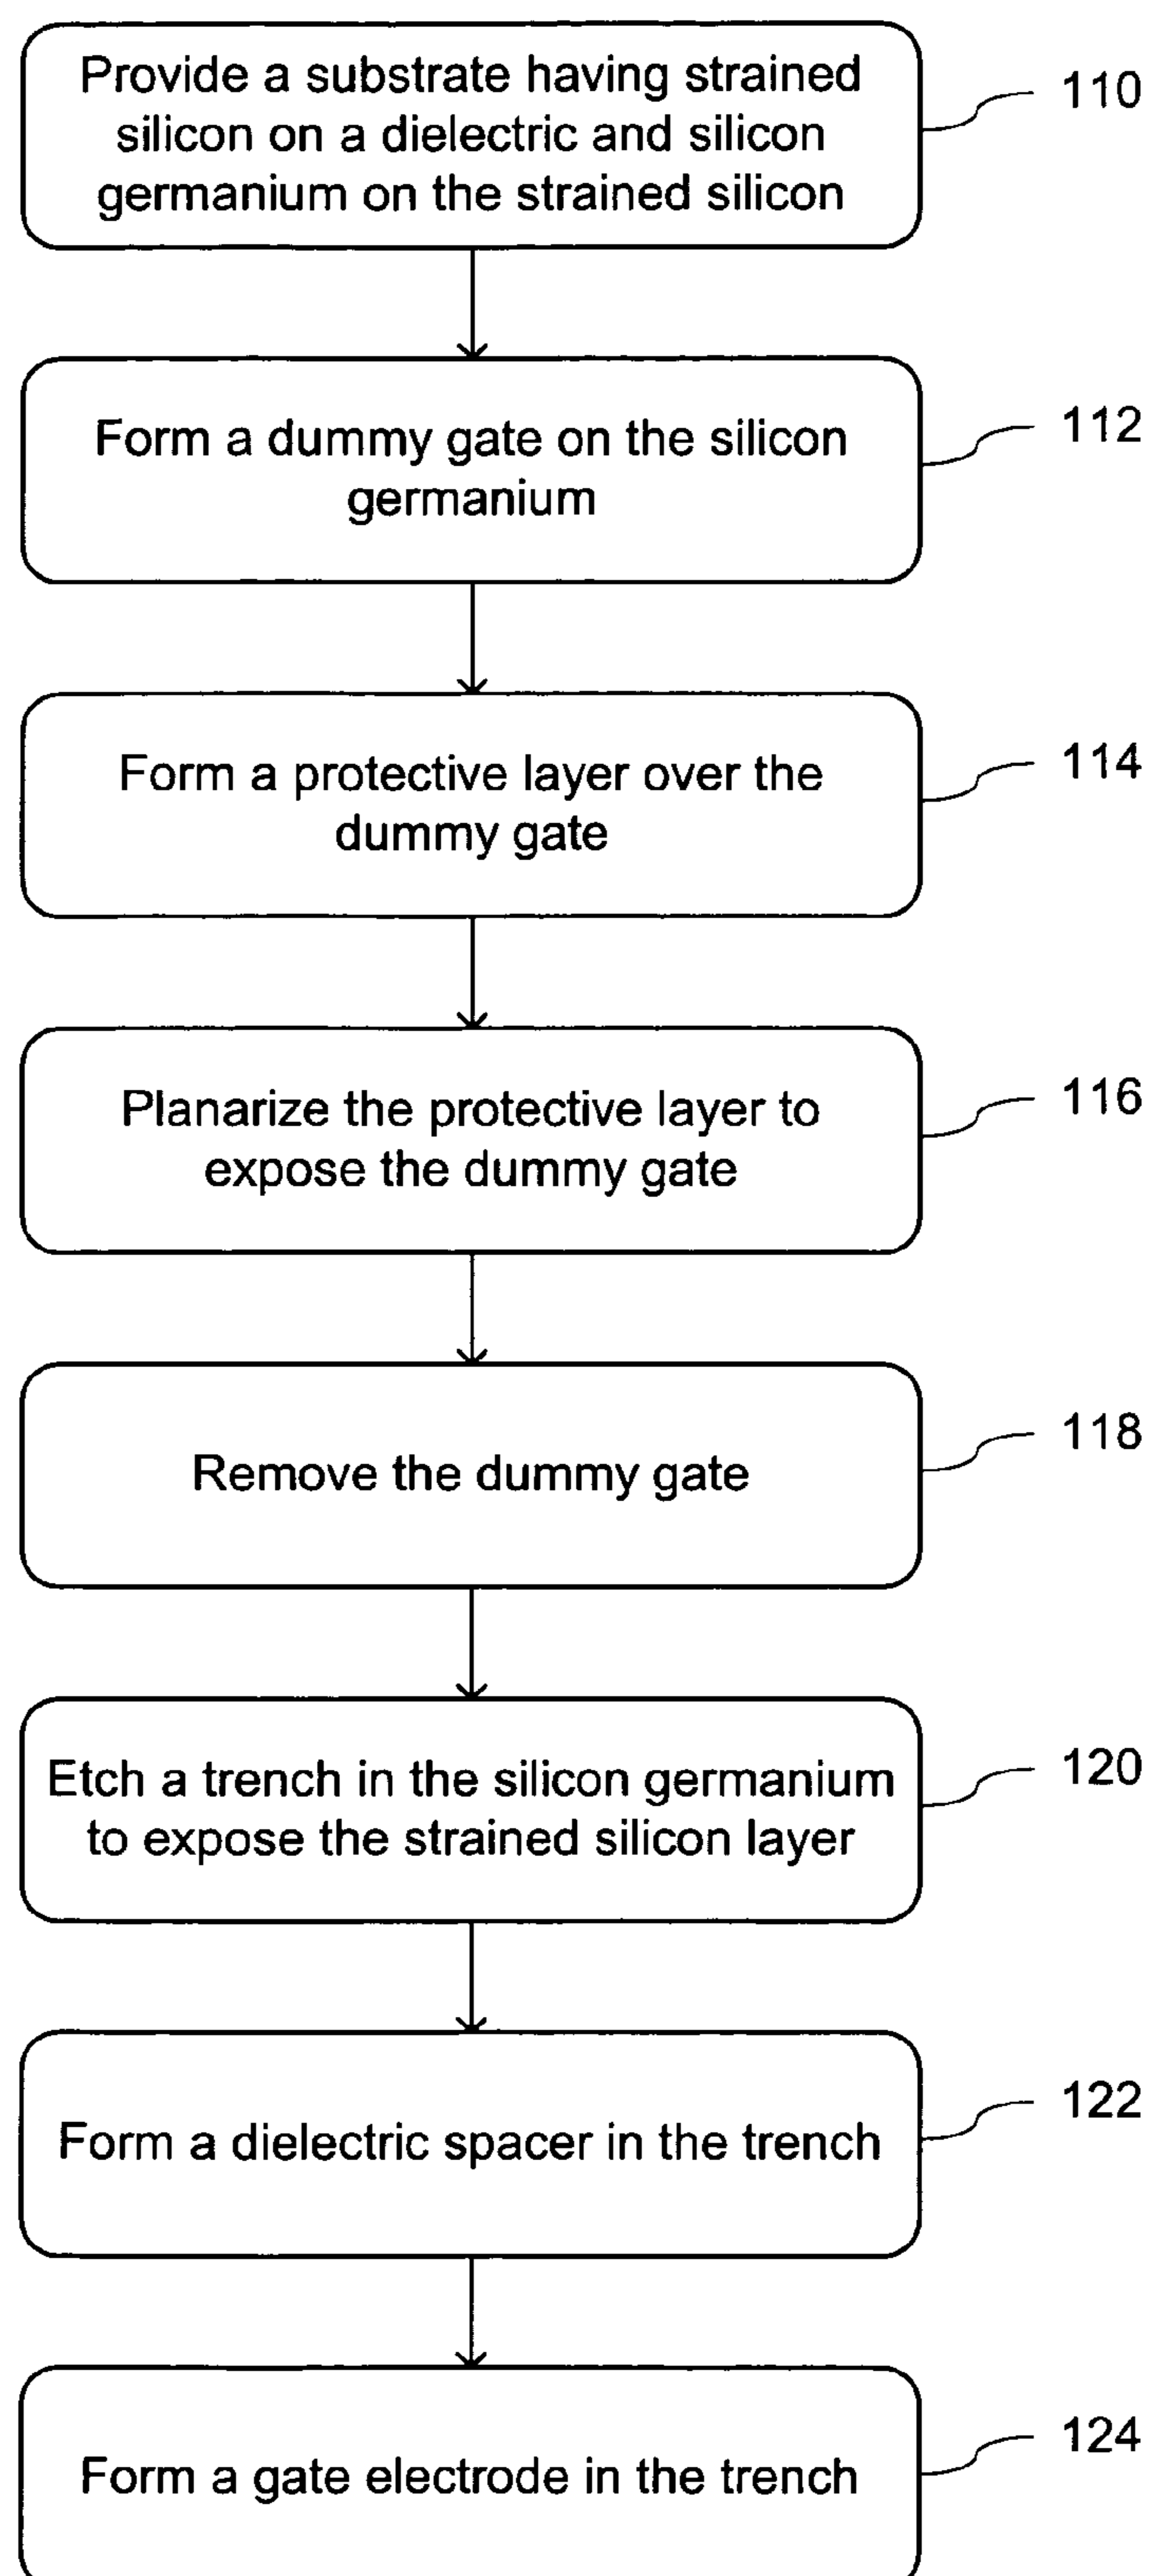 Provide a substrate having strained
silicon on a dielectric and silicon
germanium on the strained silicon
110
Form a dummy gate on the silicon
germanium
112
Form a protective layer over the
dummy gate
114
Planarize the protective layer to
expose the dummy gate
116
Remove the dummy gate
118
Etch a trench in the silicon germanium
to expose the strained silicon layer
120
Form a dielectric spacer in the trench
122
Form a gate electrode in the trench
124